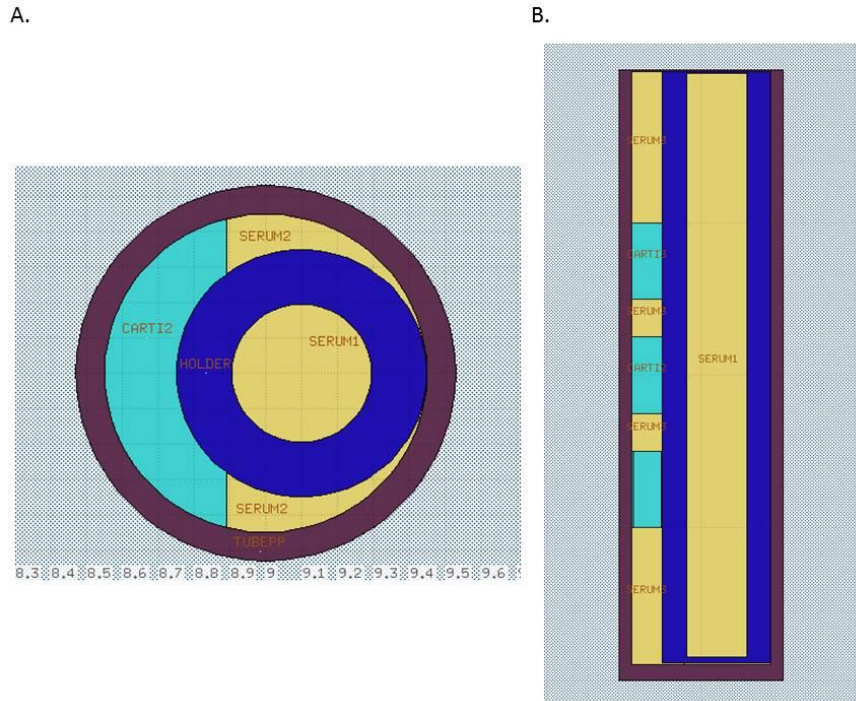 A.
SERUM2
CARTI2
SERUM1
HOLDER
SERUM2
TUBEPP
8.3 8.4 8.5 8.6 8.7 8.8 8.9 9 9.1 9.2 9.3 9.4 9.5 9.6
B.
SERUM3
CARTI3
SERUM3
SERUM1
CARTI2
SERUM3
SERUM3